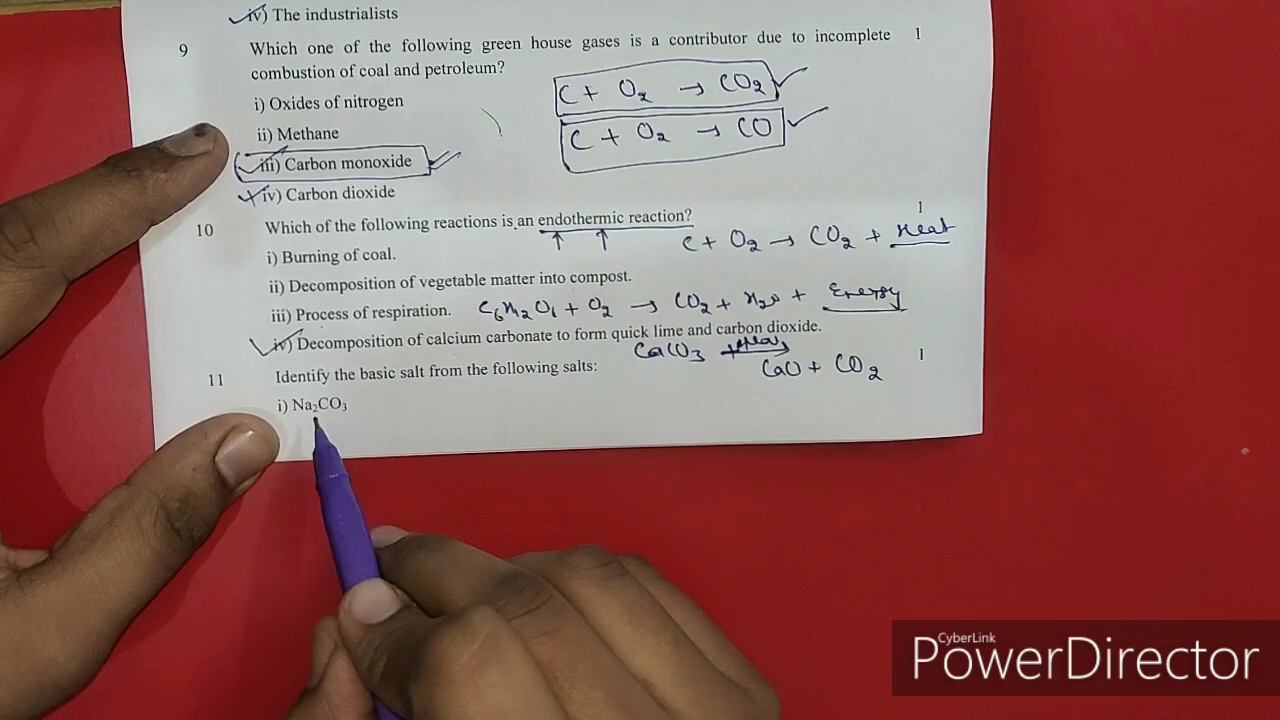 iv) The industrialists
9 Which one of the following green house gases is a contributor due to incomplete 1
combustion of coal and petroleum?
C + O2 → CO2
i) Oxides of nitrogen
C + O2 → CO
ii) Methane
iii) Carbon monoxide
iv) Carbon dioxide
10 Which of the following reactions is an endothermic reaction? 1
C + O2 → CO2 + Heat
i) Burning of coal.
ii) Decomposition of vegetable matter into compost.
iii) Process of respiration. C6H12O6 + O2 → CO2 + H2O + Energy
iv) Decomposition of calcium carbonate to form quick lime and carbon dioxide.
CaCO3 +Heat→ CaO + CO2
11 Identify the basic salt from the following salts: 1
i) Na2CO3
CyberLink
PowerDirector